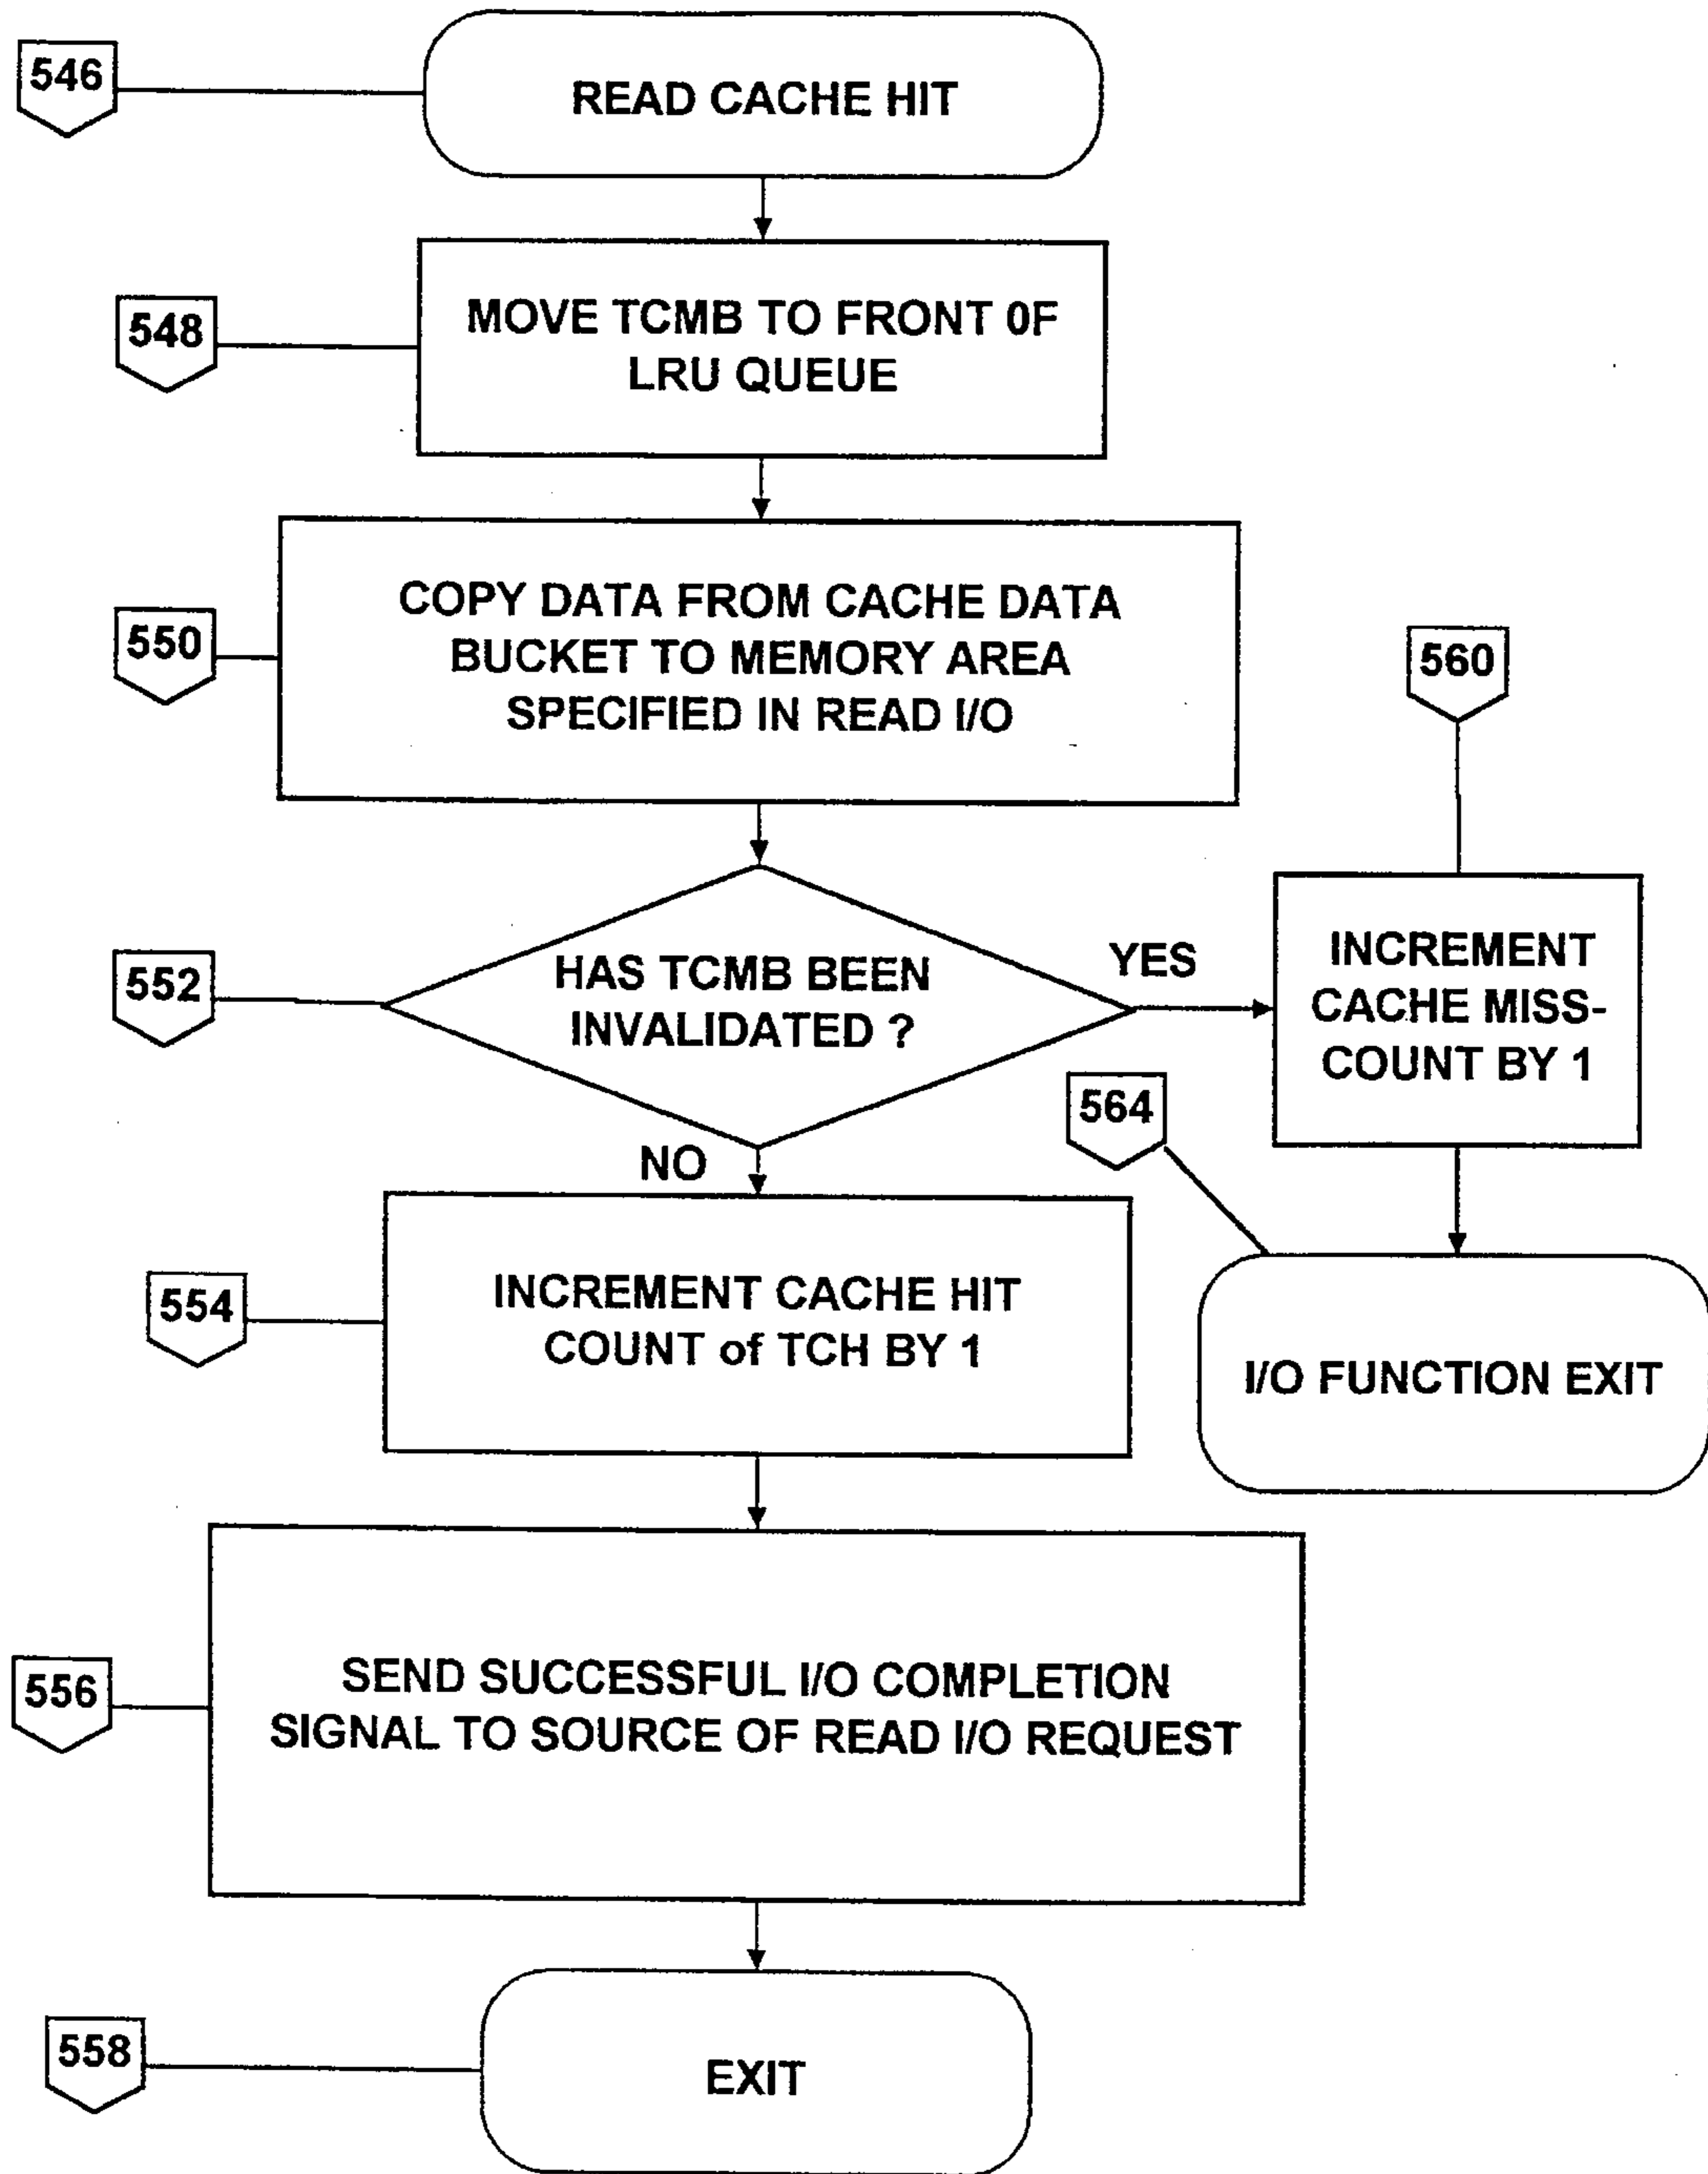 546
READ CACHE HIT
548
MOVE TCMB TO FRONT 0F
LRU QUEUE
550
COPY DATA FROM CACHE DATA
BUCKET TO MEMORY AREA
SPECIFIED IN READ I/O
560
552
HAS TCMB BEEN
INVALIDATED ?
YES
INCREMENT
CACHE MISS-
COUNT BY 1
564
NO
554
INCREMENT CACHE HIT
COUNT of TCH BY 1
I/O FUNCTION EXIT
556
SEND SUCCESSFUL I/O COMPLETION
SIGNAL TO SOURCE OF READ I/O REQUEST
558
EXIT